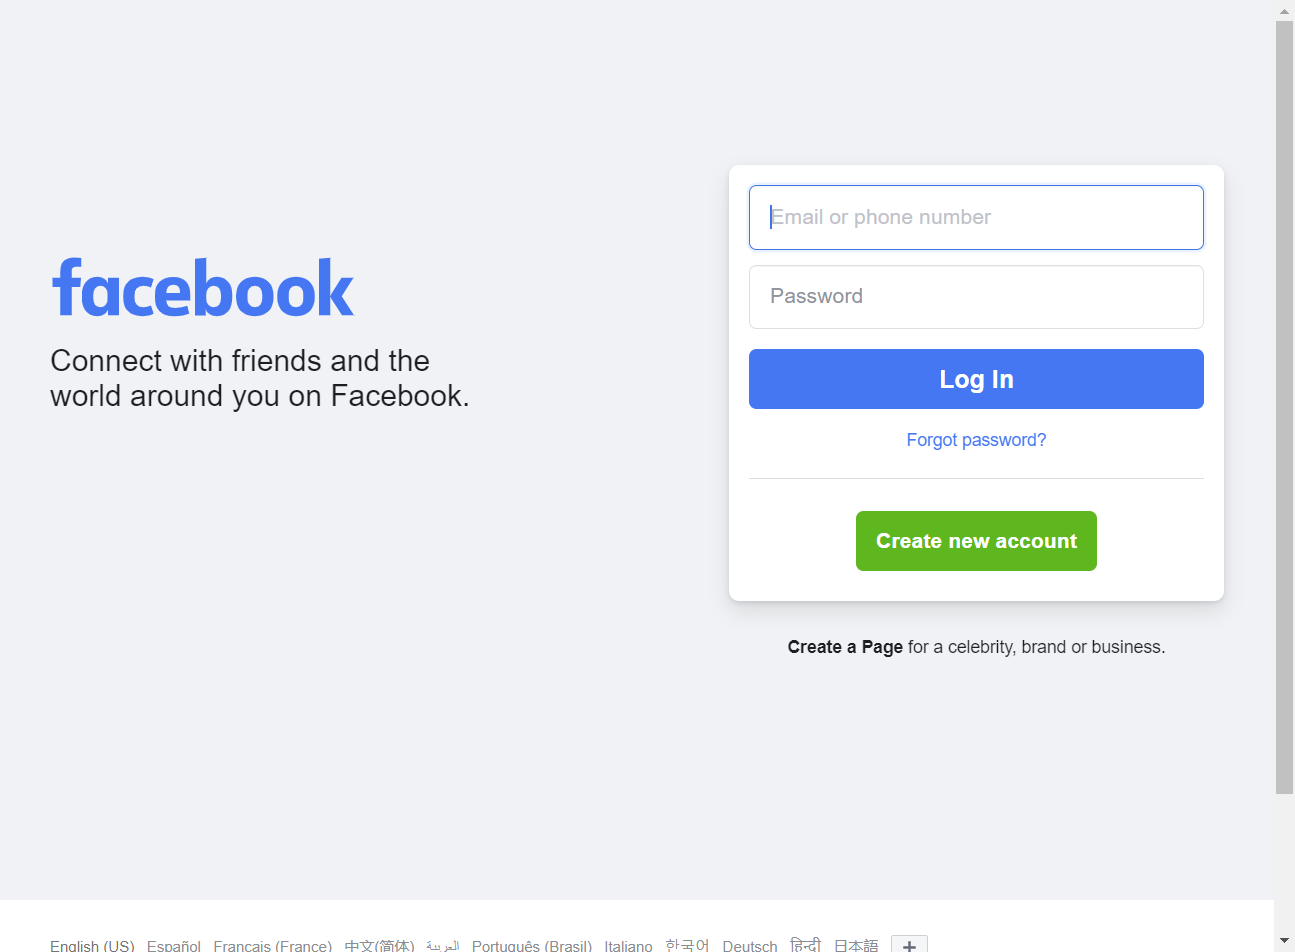 facebook
Connect with friends and the
world around you on Facebook.
Email or phone number
Password
Log In
Forgot password?
Create new account
Create a Page for a celebrity, brand or business.
English (US) Español Français (France) 中文(简体) العربية Português (Brasil) Italiano 한국어 Deutsch हिन्दी 日本語 +